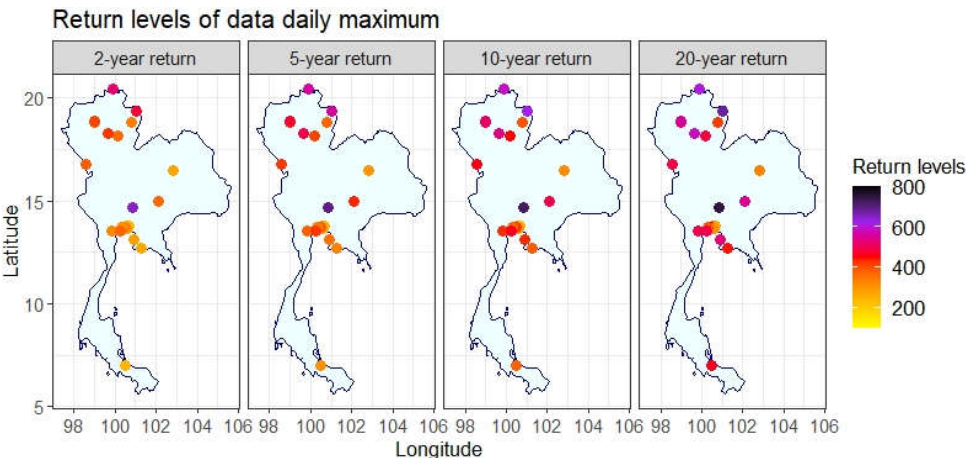 Return levels of data daily maximum
2-year return 5-year return 10-year return 20-year return
20
15
10
5
Latitude
98 100 102 104 106 98 100 102 104 106 98 100 102 104 106 98 100 102 104 106
Longitude
Return levels
800
600
400
200